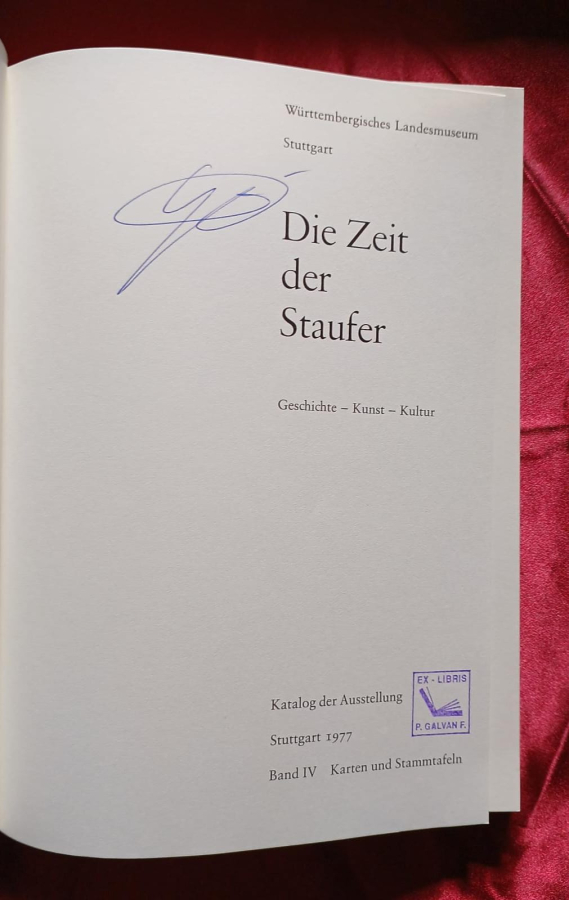 Württembergisches Landesmuseum
Stuttgart
Die Zeit
der
Staufer
Geschichte – Kunst – Kultur
Katalog der Ausstellung
Stuttgart 1977
Band IV Karten und Stammtafeln
EX-LIBRIS
P. GALVAN F.